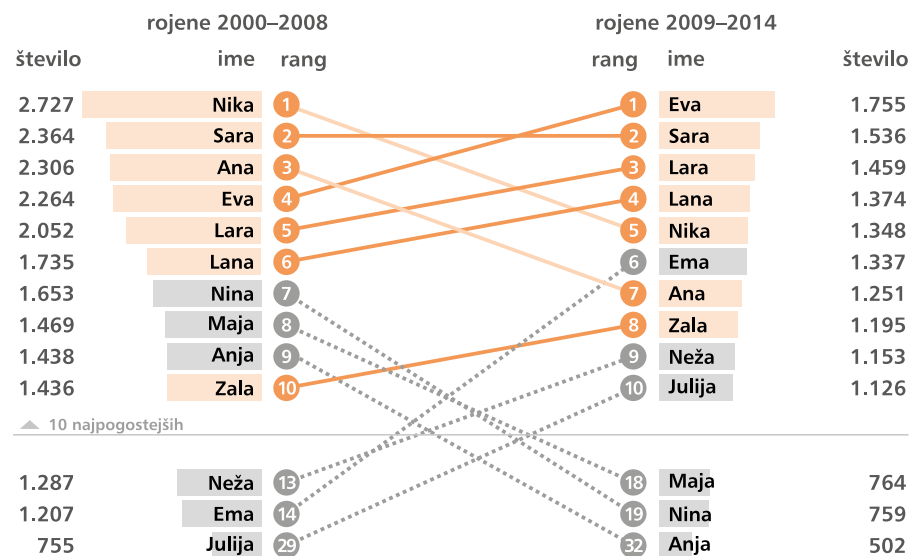 rojene 2000–2008 rojene 2009–2014
število ime rang rang ime število
2.727 Nika 1 1 Eva 1.755
2.364 Sara 2 2 Sara 1.536
2.306 Ana 3 3 Lara 1.459
2.264 Eva 4 4 Lana 1.374
2.052 Lara 5 5 Nika 1.348
1.735 Lana 6 6 Ema 1.337
1.653 Nina 7 7 Ana 1.251
1.469 Maja 8 8 Zala 1.195
1.438 Anja 9 9 Neža 1.153
1.436 Zala 10 10 Julija 1.126
10 najpogostejših
1.287 Neža 13 18 Maja 764
1.207 Ema 14 19 Nina 759
755 Julija 29 32 Anja 502